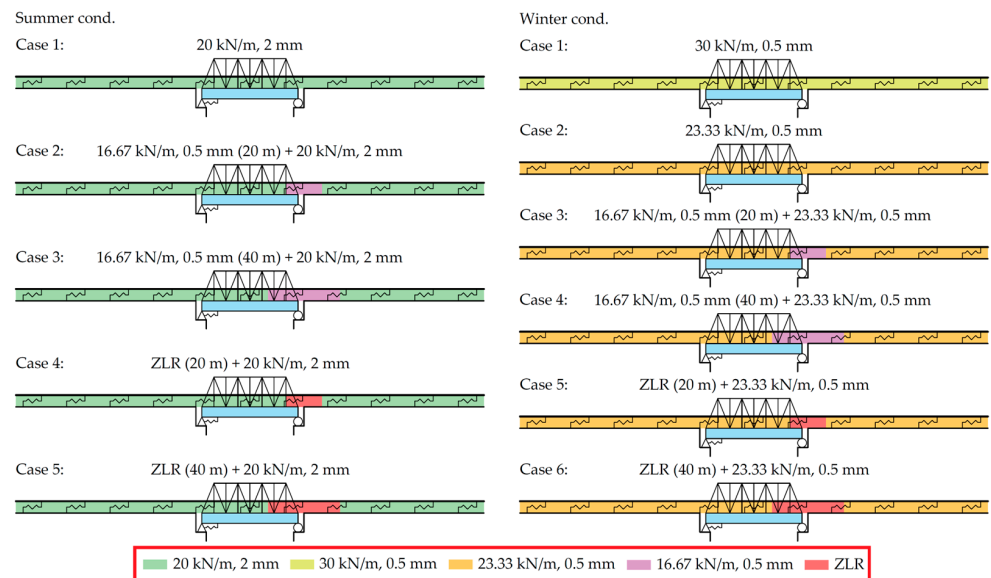 Summer cond.
Case 1: 20 kN/m, 2 mm
Case 2: 16.67 kN/m, 0.5 mm (20 m) + 20 kN/m, 2 mm
Case 3: 16.67 kN/m, 0.5 mm (40 m) + 20 kN/m, 2 mm
Case 4: ZLR (20 m) + 20 kN/m, 2 mm
Case 5: ZLR (40 m) + 20 kN/m, 2 mm
Winter cond.
Case 1: 30 kN/m, 0.5 mm
Case 2: 23.33 kN/m, 0.5 mm
Case 3: 16.67 kN/m, 0.5 mm (20 m) + 23.33 kN/m, 0.5 mm
Case 4: 16.67 kN/m, 0.5 mm (40 m) + 23.33 kN/m, 0.5 mm
Case 5: ZLR (20 m) + 23.33 kN/m, 0.5 mm
Case 6: ZLR (40 m) + 23.33 kN/m, 0.5 mm
20 kN/m, 2 mm 30 kN/m, 0.5 mm 23.33 kN/m, 0.5 mm 16.67 kN/m, 0.5 mm ZLR